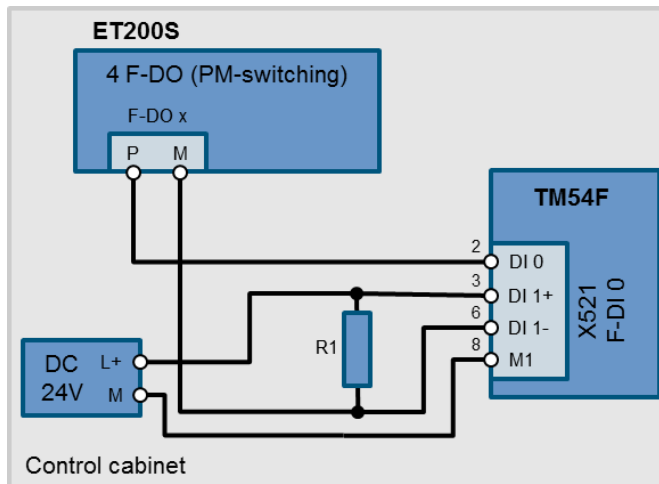 ET200S
4 F-DO (PM-switching)
F-DO x
P M
TM54F
2 DI 0
3 DI 1+
6 DI 1-
8 M1
X521
F-DI 0
R1
DC
24V
L+
M
Control cabinet